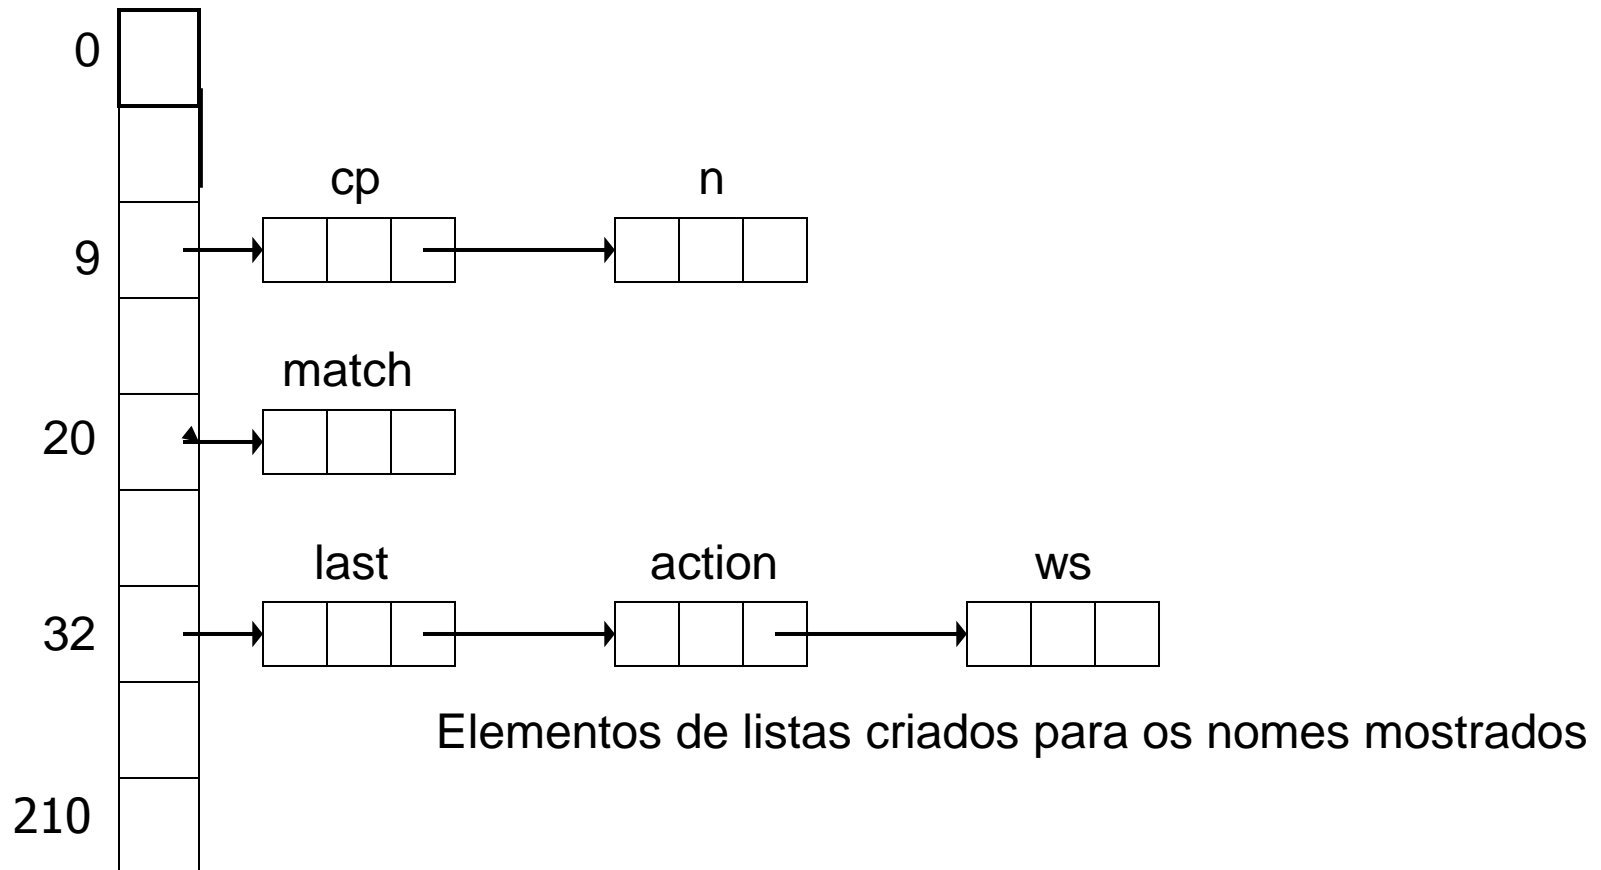 0
cp n
9
match
20
last action ws
32
Elementos de listas criados para os nomes mostrados
210